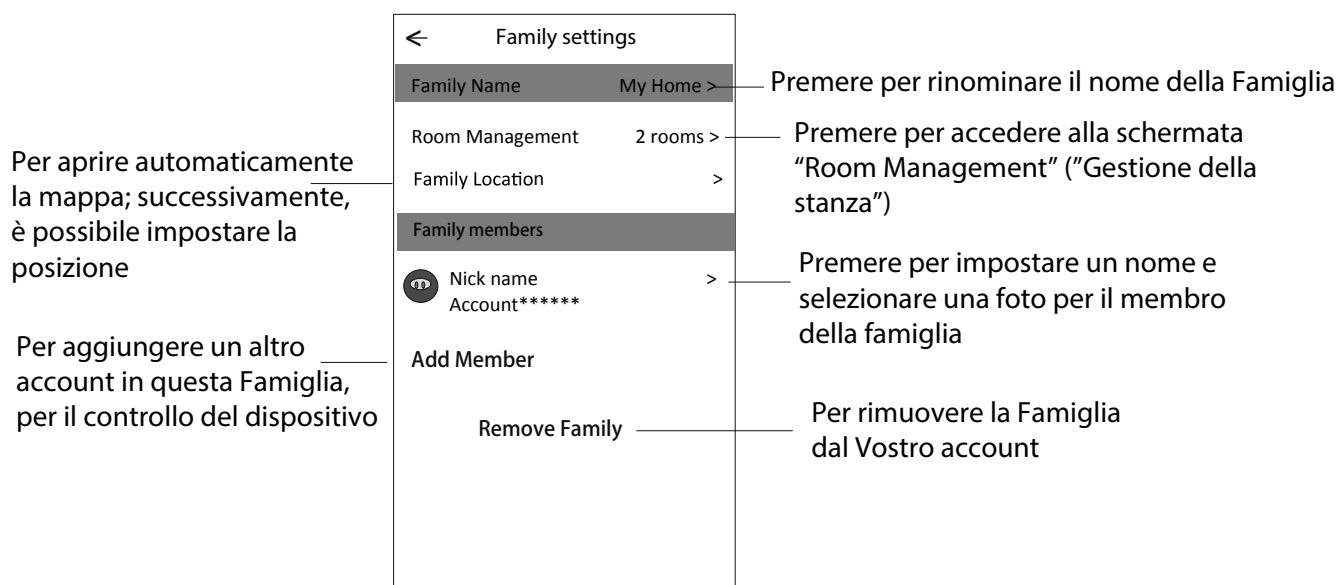 Family settings
Family Name My Home >
Room Management 2 rooms >
Family Location >
Family members
Nick name >
Account******
Add Member
Remove Family
Per aprire automaticamente
la mappa; successivamente,
è possibile impostare la
posizione
Per aggiungere un altro
account in questa Famiglia,
per il controllo del dispositivo
Premere per rinominare il nome della Famiglia
Premere per accedere alla schermata
“Room Management” (”Gestione della
stanza”)
Premere per impostare un nome e
selezionare una foto per il membro
della famiglia
Per rimuovere la Famiglia
dal Vostro account